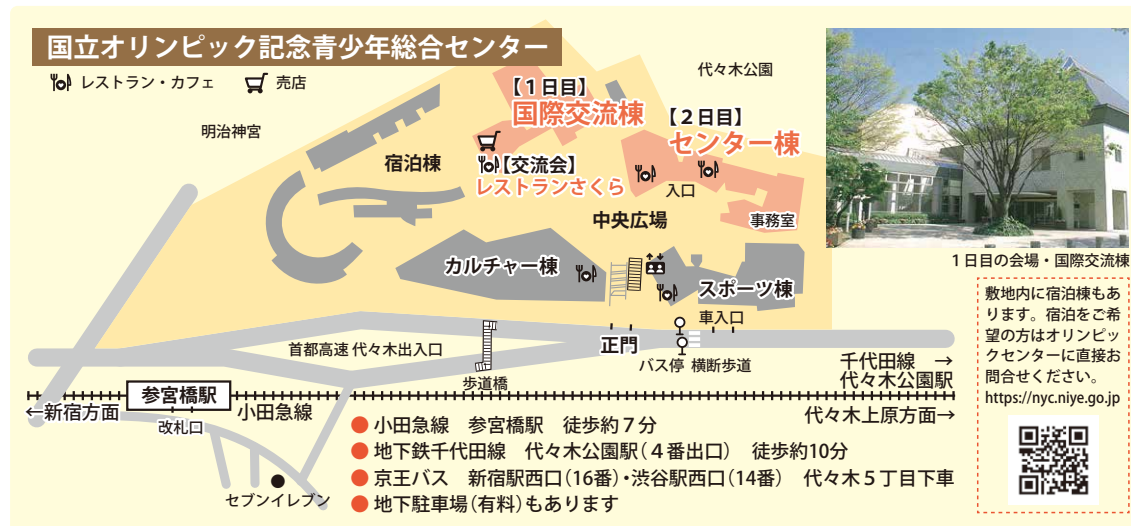 国立オリンピック記念青少年総合センター
レストラン・カフェ
売店
代々木公園
明治神宮
【１日目】
国際交流棟
【２日目】
センター棟
宿泊棟
【交流会】
レストランさくら
入口
中央広場
事務室
カルチャー棟
スポーツ棟
１日目の会場・国際交流棟
敷地内に宿泊棟もあ
ります。宿泊をご希
望の方はオリンピッ
クセンターに直接お
問合せください。
https://nyc.niye.go.jp
車入口
正門
首都高速 代々木出入口
歩道橋
バス停
横断歩道
千代田線 →
代々木公園駅
参宮橋駅
←新宿方面
小田急線
代々木上原方面→
改札口
セブンイレブン
● 小田急線　参宮橋駅　徒歩約７分
● 地下鉄千代田線　代々木公園駅（４番出口）　徒歩約10分
● 京王バス　新宿駅西口（16番）・渋谷駅西口（14番）　代々木５丁目下車
● 地下駐車場（有料）もあります